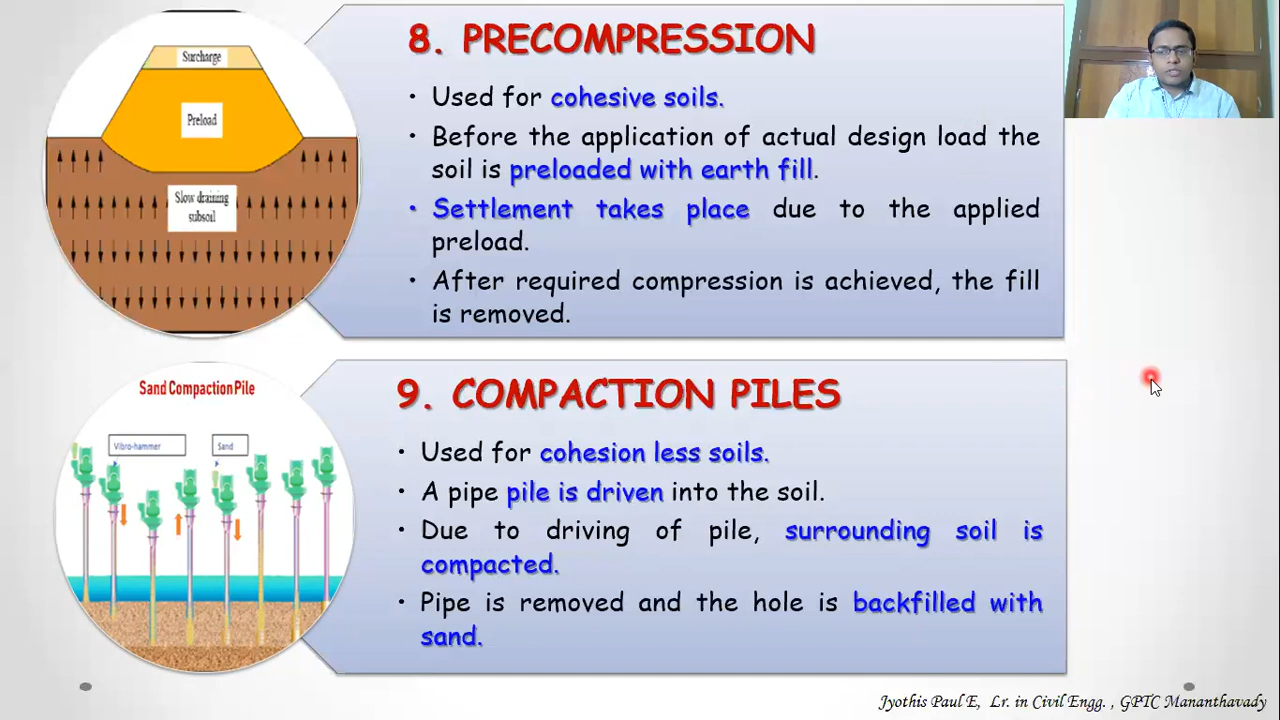 Surcharge
Preload
Slow draining
subsoil
8. PRECOMPRESSION
• Used for cohesive soils.
• Before the application of actual design load the
soil is preloaded with earth fill.
• Settlement takes place due to the applied
preload.
• After required compression is achieved, the fill
is removed.
Sand Compaction Pile
Vibro-hammer
Sand
9. COMPACTION PILES
• Used for cohesion less soils.
• A pipe pile is driven into the soil.
• Due to driving of pile, surrounding soil is
compacted.
• Pipe is removed and the hole is backfilled with
sand.
Jyothis Paul E, Lr. in Civil Engg. , GPTC Mananthavady